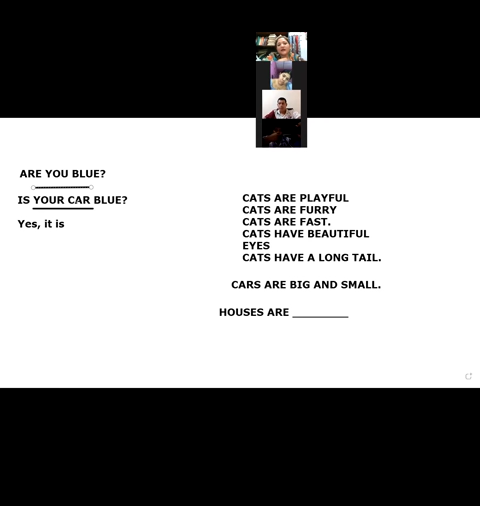 ARE YOU BLUE?
IS YOUR CAR BLUE?
Yes, it is
CATS ARE PLAYFUL
CATS ARE FURRY
CATS ARE FAST.
CATS HAVE BEAUTIFUL
EYES
CATS HAVE A LONG TAIL.
CARS ARE BIG AND SMALL.
HOUSES ARE _________